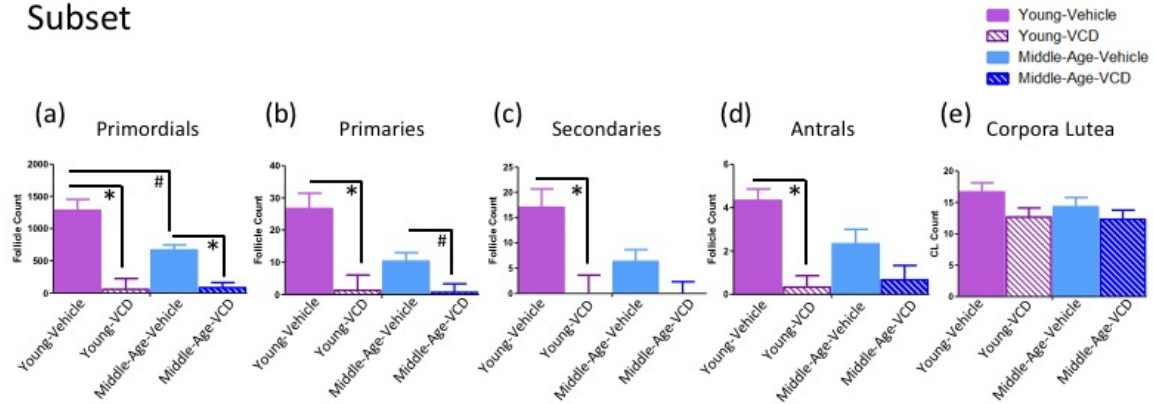 Subset
Young-Vehicle
Young-VCD
Middle-Age-Vehicle
Middle-Age-VCD
(a)
Primordials
Follicle Count
2000
1500
1000
500
0
*
#
*
Young-Vehicle
Young-VCD
Middle-Age-Vehicle
Middle-Age-VCD
(b)
Primaries
Follicle Count
40
30
20
10
0
*
#
Young-Vehicle
Young-VCD
Middle-Age-Vehicle
Middle-Age-VCD
(c)
Secondaries
Follicle Count
25
20
15
10
5
0
*
Young-Vehicle
Young-VCD
Middle-Age-Vehicle
Middle-Age-VCD
(d)
Antrals
Follicle Count
6
4
2
0
*
Young-Vehicle
Young-VCD
Middle-Age-Vehicle
Middle-Age-VCD
(e)
Corpora Lutea
CL Count
20
15
10
5
0
Young-Vehicle
Young-VCD
Middle-Age-Vehicle
Middle-Age-VCD